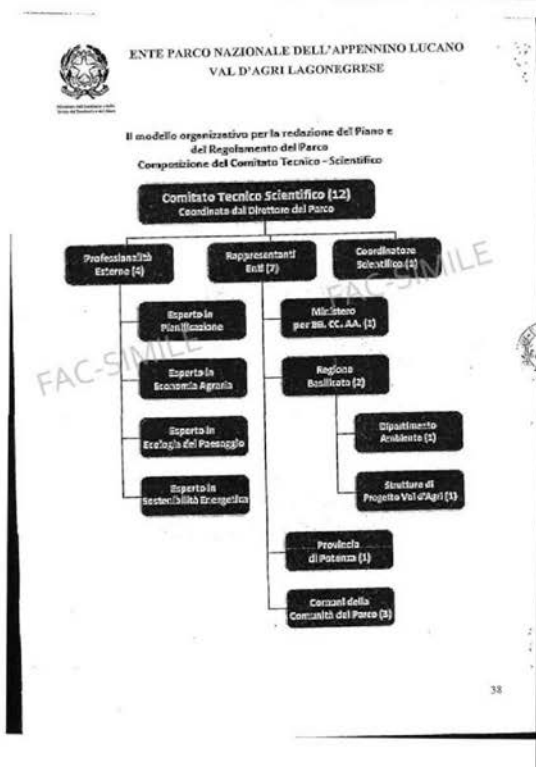 ENTE PARCO NAZIONALE DELL'APPENNINO LUCANO
VAL D'AGRI LAGONEGRESE
Il modello organizzativo per la redazione del Piano e
del Regolamento del Parco
Composizione del Comitato Tecnico - Scientifico
Comitato Tecnico Scientifico (12)
Coordinato dal Direttore del Parco
Professionalità
Esterne (4)
Rappresentanti
Enti (7)
Coordinatore
Scientifico (1)
FAC-SIMILE
Esperto in
Pianificazione
Ministero
per BB. CC. AA. (1)
FAC-SIMILE
Esperto in
Economia Agraria
Regione
Basilicata (2)
Esperto in
Ecologia del Paesaggio
Dipartimento
Ambiente (1)
Esperto in
Sostenibilità Energetica
Struttura di
Progetto Val d'Agri (1)
Provincia
di Potenza (1)
Comuni della
Comunità del Parco (3)
38